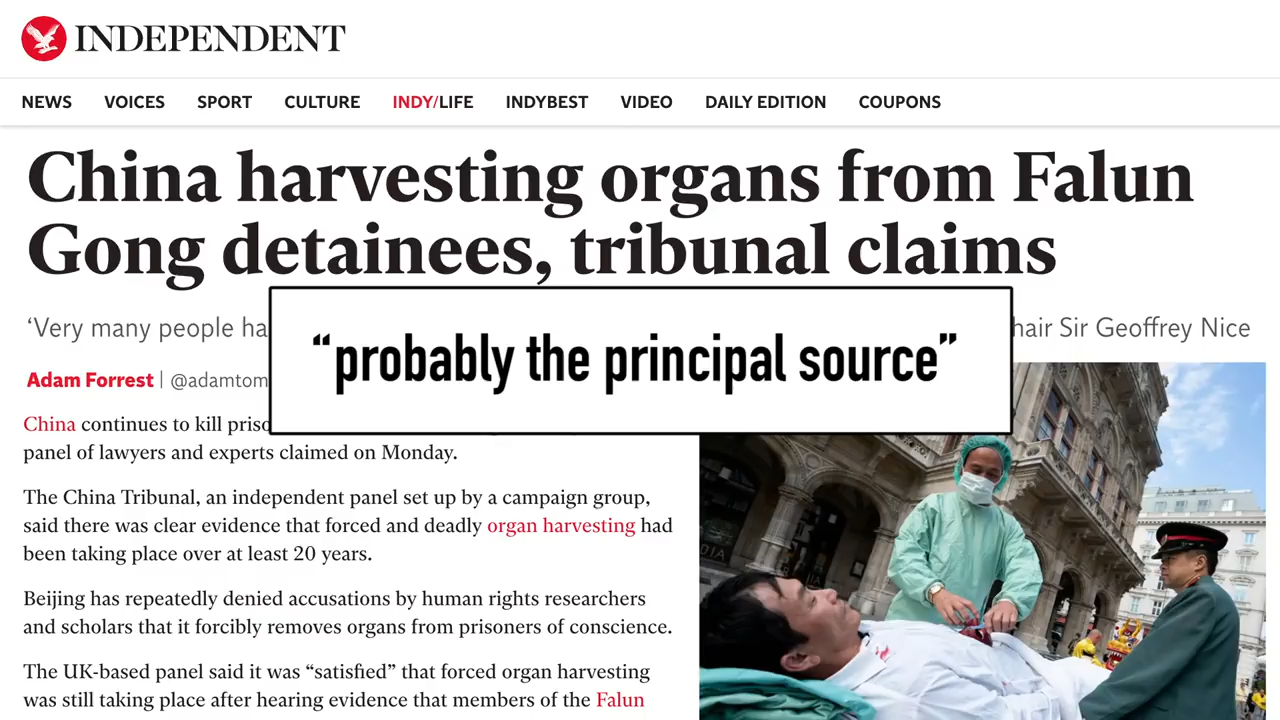 INDEPENDENT
NEWS VOICES SPORT CULTURE INDY/LIFE INDYBEST VIDEO DAILY EDITION COUPONS
China harvesting organs from Falun
Gong detainees, tribunal claims
‘Very many people ha
hair Sir Geoffrey Nice
“probably the principal source”
Adam Forrest | @adamtom
China continues to kill priso
panel of lawyers and experts claimed on Monday.
The China Tribunal, an independent panel set up by a campaign group,
said there was clear evidence that forced and deadly organ harvesting had
been taking place over at least 20 years.
Beijing has repeatedly denied accusations by human rights researchers
and scholars that it forcibly removes organs from prisoners of conscience.
The UK-based panel said it was “satisfied” that forced organ harvesting
was still taking place after hearing evidence that members of the Falun